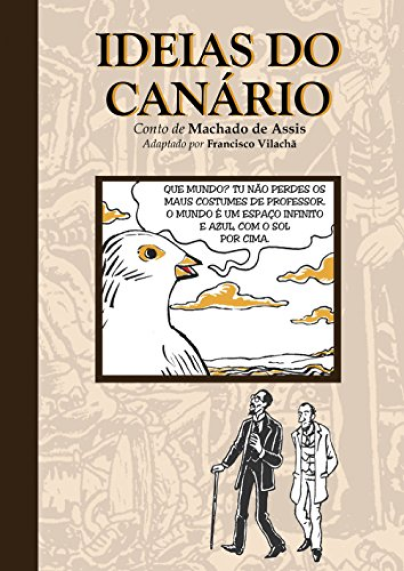 IDEIAS DO
CANÁRIO
Conto de Machado de Assis
Adaptado por Francisco Vilachã
QUE MUNDO? TU NÃO PERDES OS
MAUS COSTUMES DE PROFESSOR.
O MUNDO É UM ESPAÇO INFINITO
E AZUL, COM O SOL
POR CIMA.